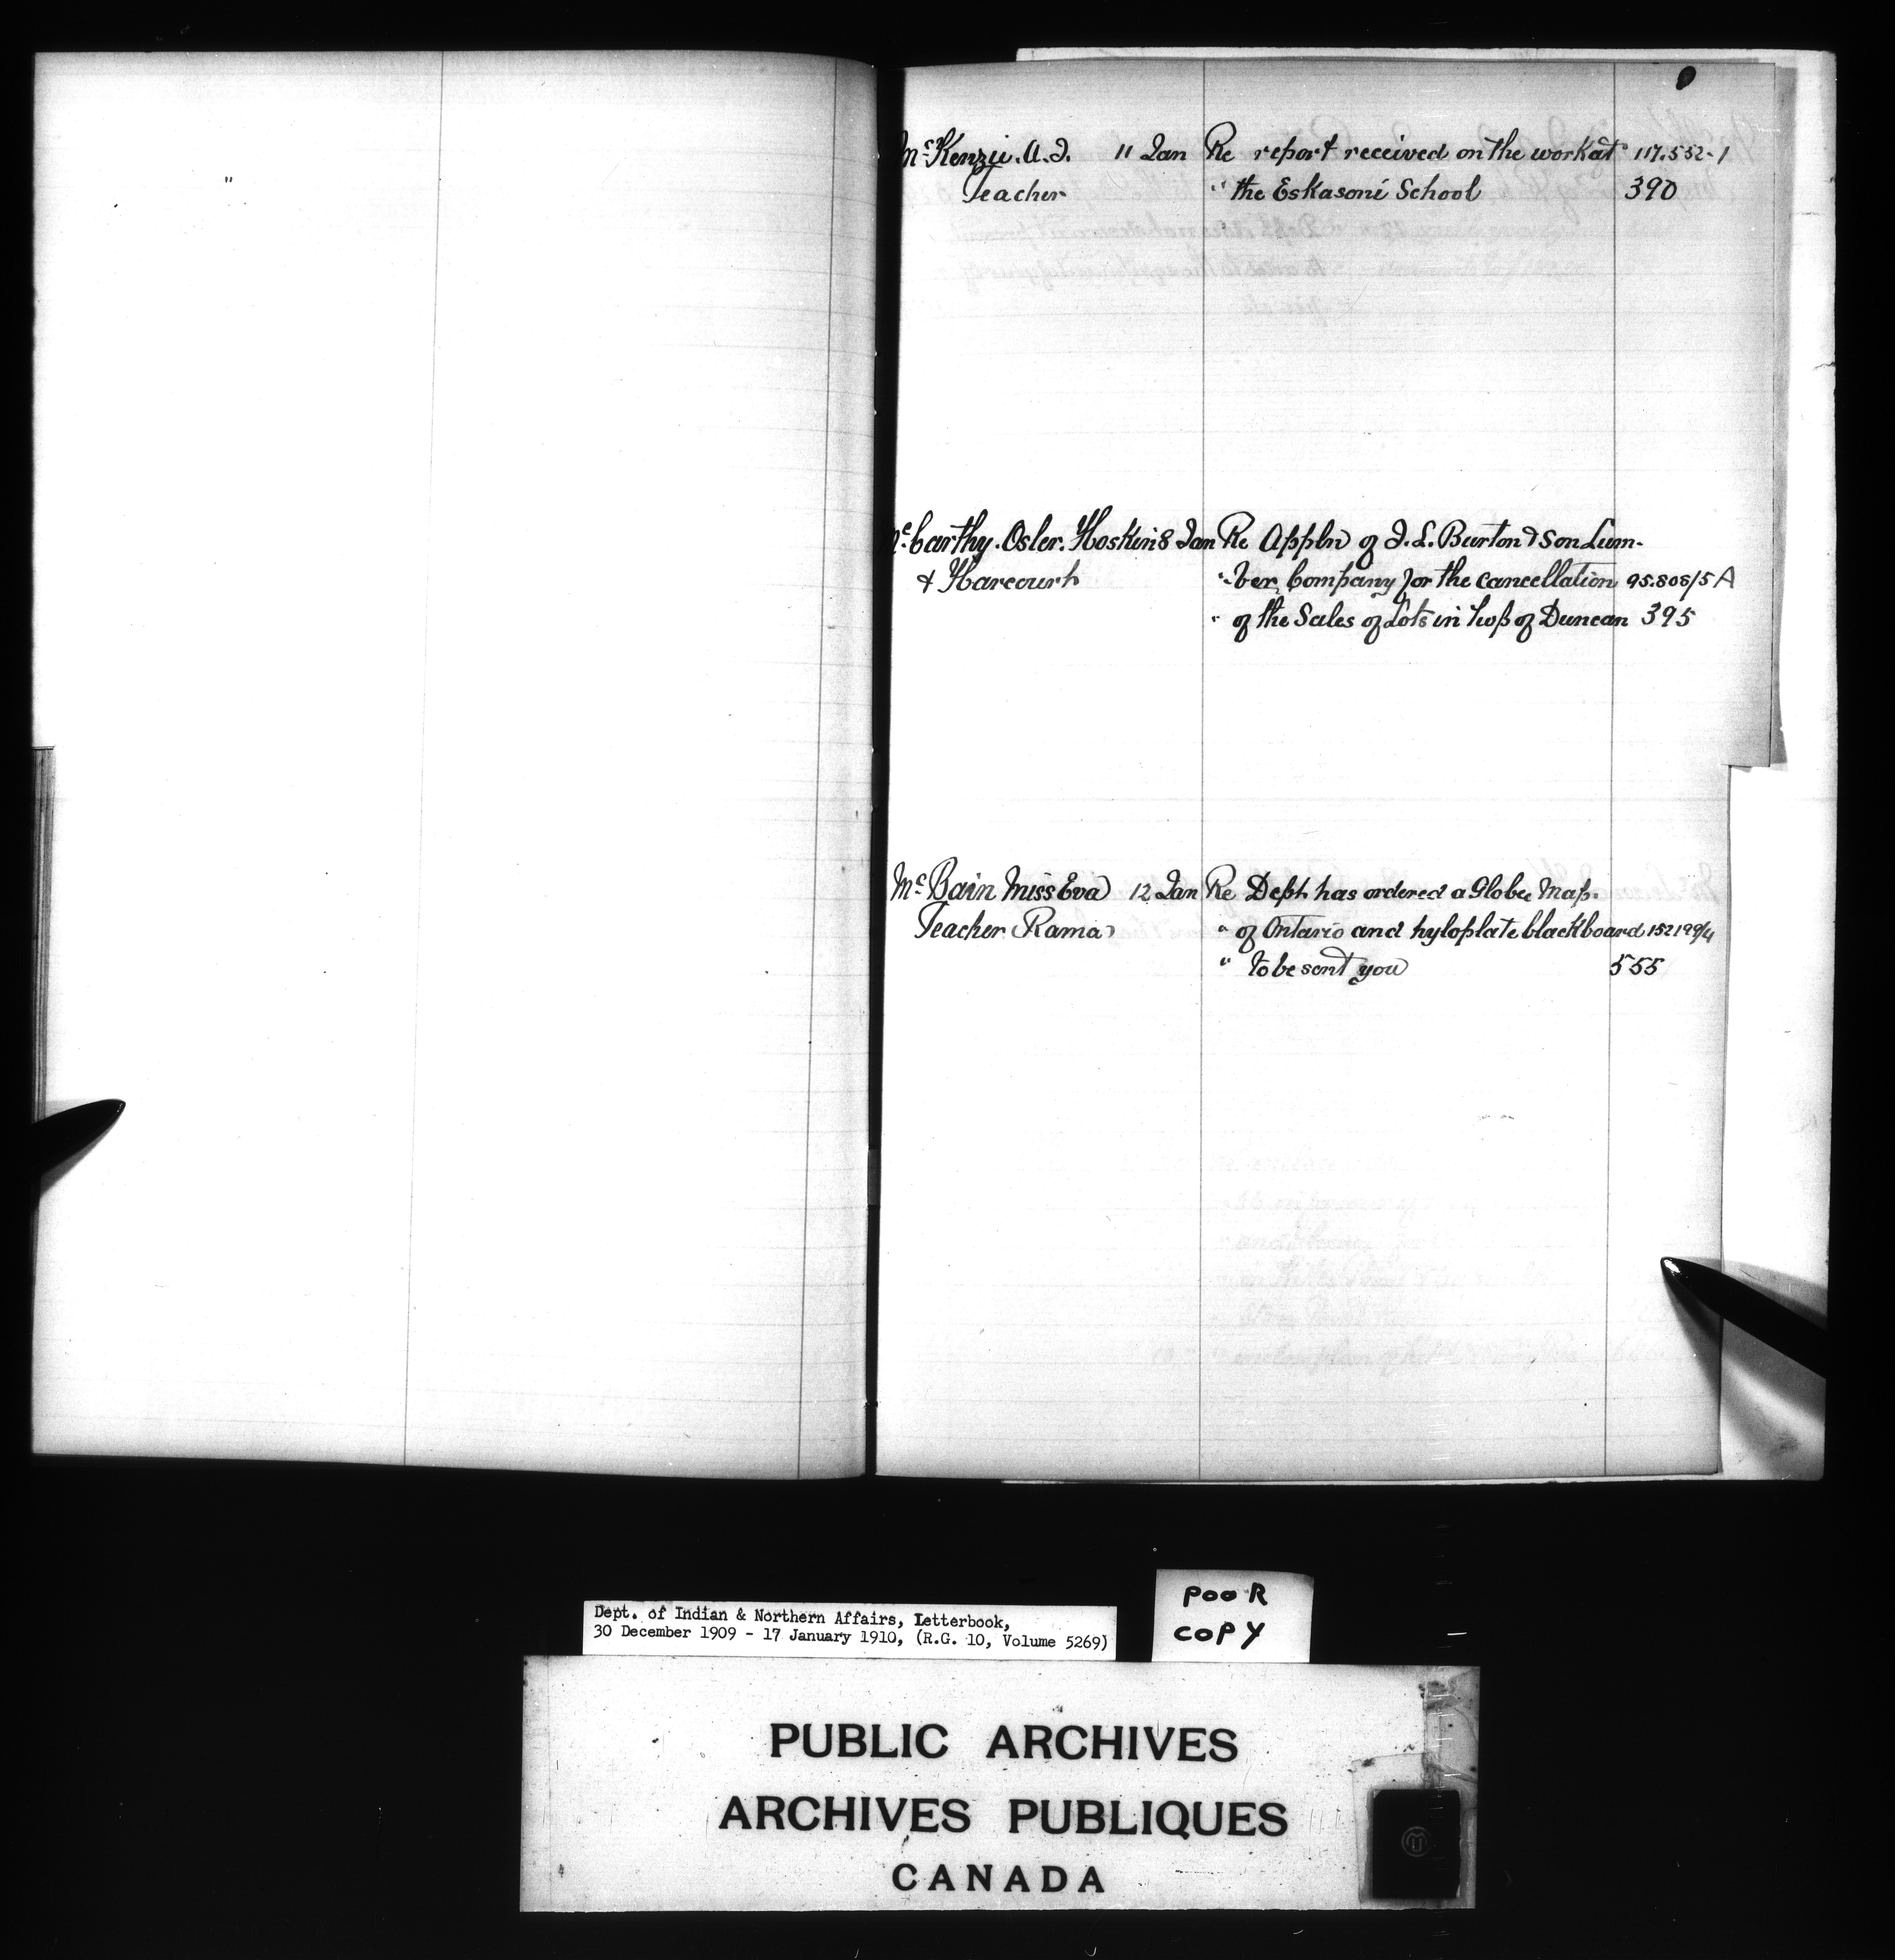 "
McKenzie. A. J. 11 Jan Re report received on the work at 117.552-1
Teacher " the Eskasoni School 390
McCarthy. Osler. Hoskin 8 Jan Re Appln of J. L. Burton & Son Lum-
& Harcourt "ber Company for the cancellation 95.808/5A
" of the Sales of Lots in Twp of Duncan 395
McBain Miss Eva 12 Jan Re Dept has ordered a Globe Map.
Teacher Rama " of Ontario and hyloplate blackboard 152199/4
" to be sent you 555
Dept. of Indian & Northern Affairs, Letterbook,
30 December 1909 - 17 January 1910, (R.G. 10, Volume 5269)
POOR
COPY
PUBLIC ARCHIVES
ARCHIVES PUBLIQUES
CANADA